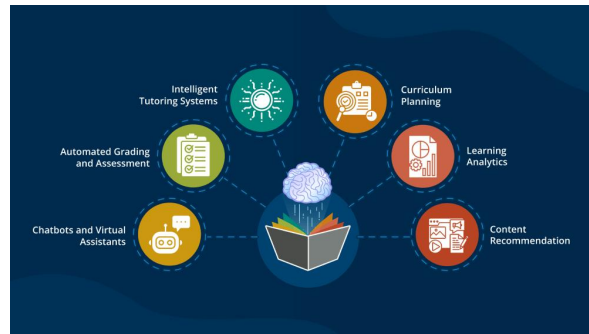 Intelligent
Tutoring Systems
Curriculum
Planning
Automated Grading
and Assessment
Learning
Analytics
Chatbots and Virtual
Assistants
Content
Recommendation